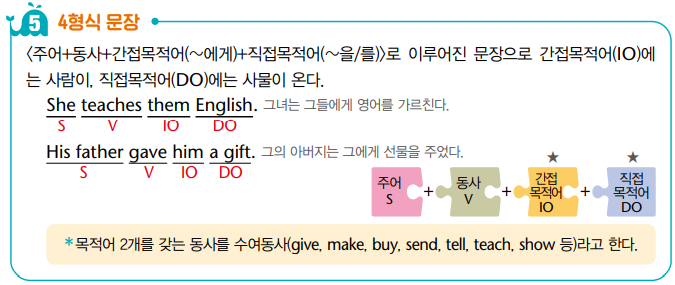 5 4형식 문장
〈주어+동사+간접목적어(~에게)+직접목적어(~을/를)〉로 이루어진 문장으로 간접목적어(IO)에
는 사람이, 직접목적어(DO)에는 사물이 온다.
She teaches them English. 그녀는 그들에게 영어를 가르친다.
S V IO DO
His father gave him a gift. 그의 아버지는 그에게 선물을 주었다.
S V IO DO
★ ★
주어 + 동사 + 간접 + 직접
목적어 목적어
S V IO DO
*목적어 2개를 갖는 동사를 수여동사(give, make, buy, send, tell, teach, show 등)라고 한다.